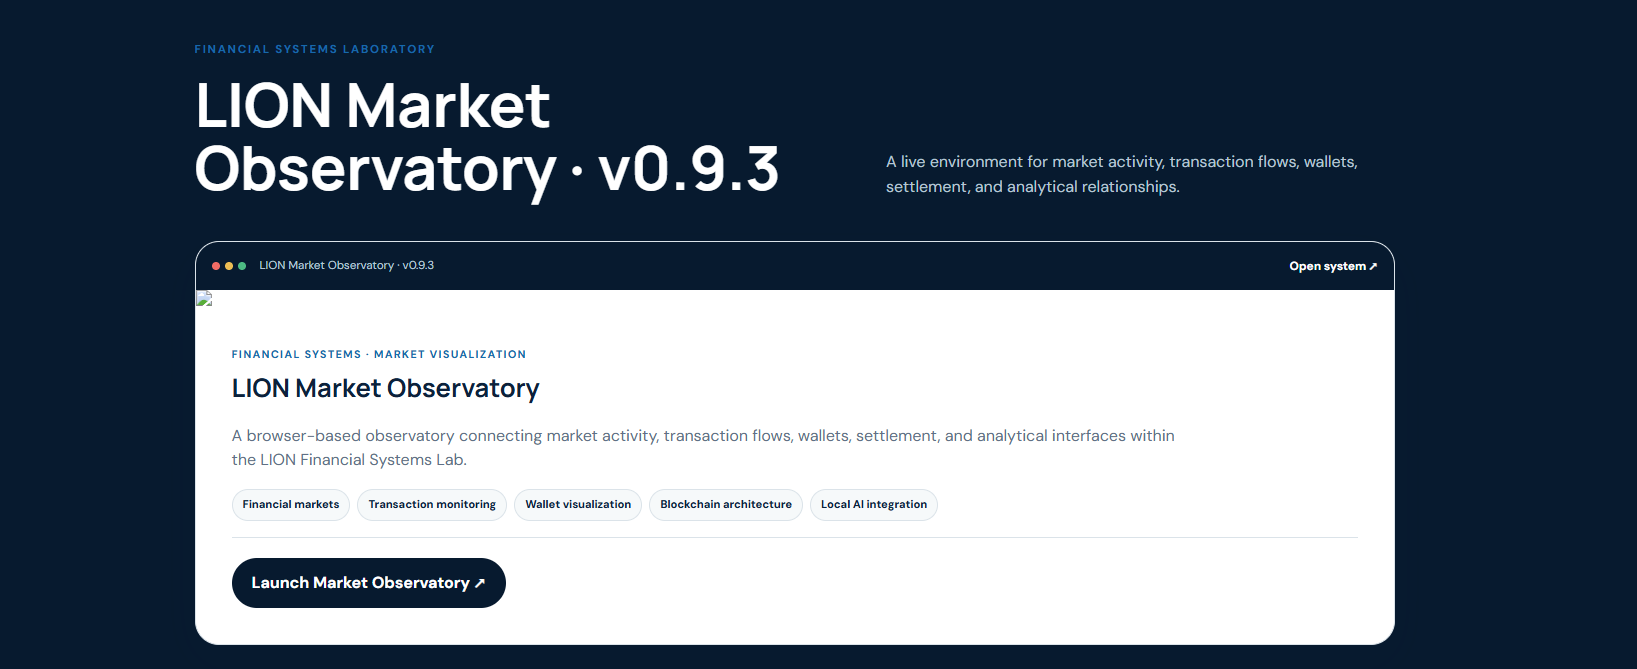 FINANCIAL SYSTEMS LABORATORY
LION Market
Observatory · v0.9.3
A live environment for market activity, transaction flows, wallets,
settlement, and analytical relationships.
LION Market Observatory · v0.9.3
Open system ↗
FINANCIAL SYSTEMS · MARKET VISUALIZATION
LION Market Observatory
A browser-based observatory connecting market activity, transaction flows, wallets, settlement, and analytical interfaces within
the LION Financial Systems Lab.
Financial markets
Transaction monitoring
Wallet visualization
Blockchain architecture
Local AI integration
Launch Market Observatory ↗